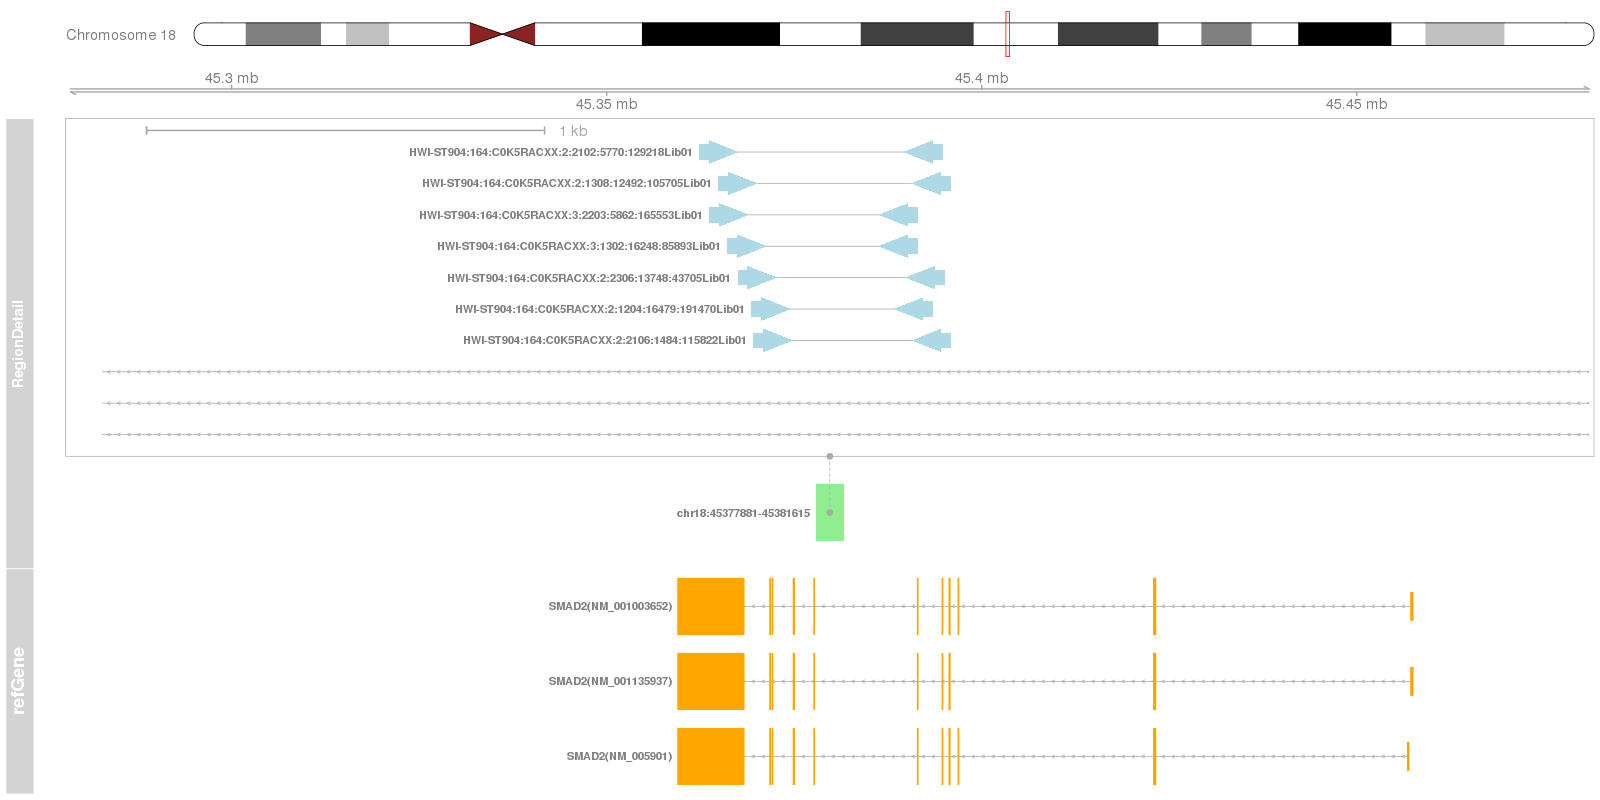 Chromosome 18
45.3 mb
45.4 mb
45.35 mb
45.45 mb
1 kb
HWI-ST904:164:C0K5RACXX:2:2102:5770:129218Lib01
HWI-ST904:164:C0K5RACXX:2:1308:12492:105705Lib01
HWI-ST904:164:C0K5RACXX:3:2203:5862:165553Lib01
HWI-ST904:164:C0K5RACXX:3:1302:16248:85893Lib01
HWI-ST904:164:C0K5RACXX:2:2306:13748:43705Lib01
HWI-ST904:164:C0K5RACXX:2:1204:16479:191470Lib01
HWI-ST904:164:C0K5RACXX:2:2106:1484:115822Lib01
RegionDetail
chr18:45377881-45381615
SMAD2(NM_001003652)
SMAD2(NM_001135937)
refGene
SMAD2(NM_005901)